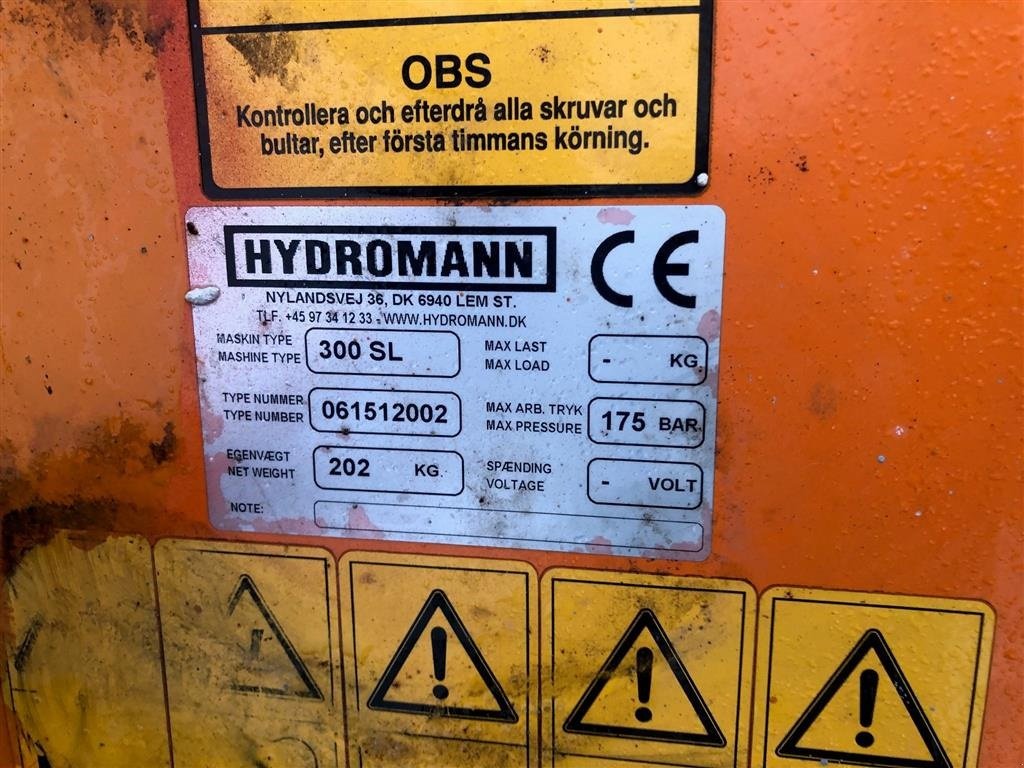 OBS
Kontrollera och efterdrå alla skruvar och
bultar, efter första timmans körning.
HYDROMANN
CE
NYLANDSVEJ 36, DK 6940 LEM ST.
TLF. +45 97 34 12 33 - WWW.HYDROMANN.DK
MASKIN TYPE
MASHINE TYPE
300 SL
MAX LAST
MAX LOAD
- KG
TYPE NUMMER
TYPE NUMBER
061512002
MAX ARB. TRYK
MAX PRESSURE
175 BAR
EGENVÆGT
NET WEIGHT
202 KG
SPÆNDING
VOLTAGE
- VOLT
NOTE: